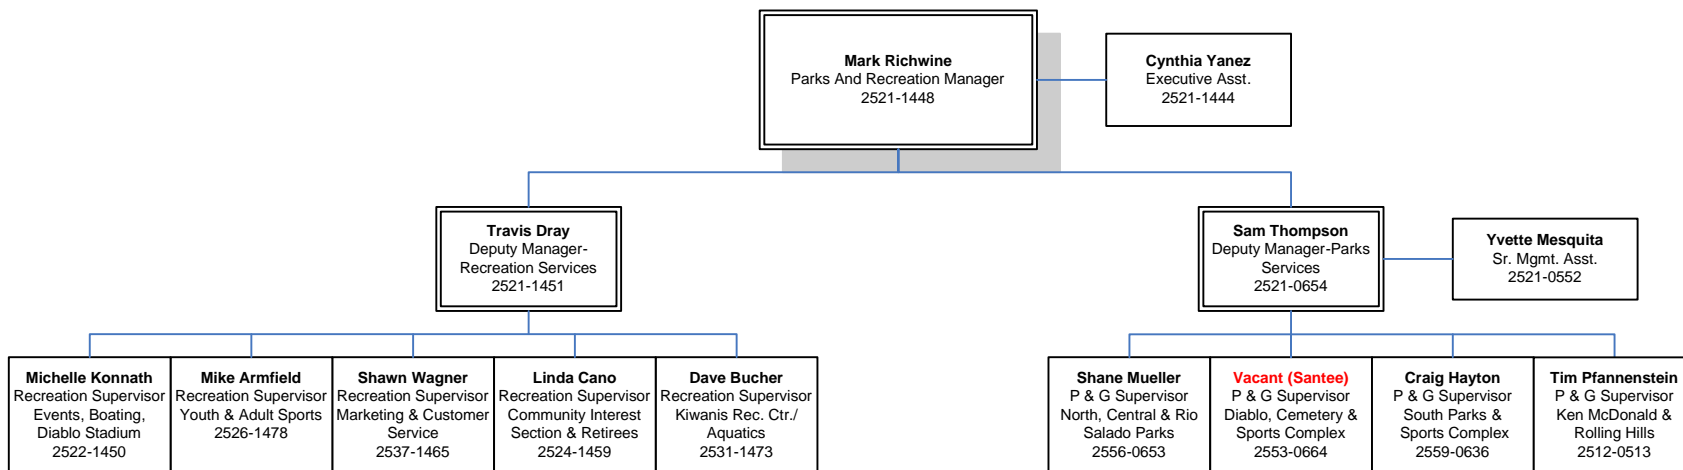 Mark Richwine
Parks And Recreation Manager
2521-1448
Cynthia Yanez
Executive Asst.
2521-1444
Travis Dray
Deputy Manager-
Recreation Services
2521-1451
Sam Thompson
Deputy Manager-Parks
Services
2521-0654
Yvette Mesquita
Sr. Mgmt. Asst.
2521-0552
Michelle Konnath
Recreation Supervisor
Events, Boating,
Diablo Stadium
2522-1450
Mike Armfield
Recreation Supervisor
Youth & Adult Sports
2526-1478
Shawn Wagner
Recreation Supervisor
Marketing & Customer
Service
2537-1465
Linda Cano
Recreation Supervisor
Community Interest
Section & Retirees
2524-1459
Dave Bucher
Recreation Supervisor
Kiwanis Rec. Ctr./
Aquatics
2531-1473
Shane Mueller
P & G Supervisor
North, Central & Rio
Salado Parks
2556-0653
Vacant (Santee)
P & G Supervisor
Diablo, Cemetery &
Sports Complex
2553-0664
Craig Hayton
P & G Supervisor
South Parks &
Sports Complex
2559-0636
Tim Pfannenstein
P & G Supervisor
Ken McDonald &
Rolling Hills
2512-0513